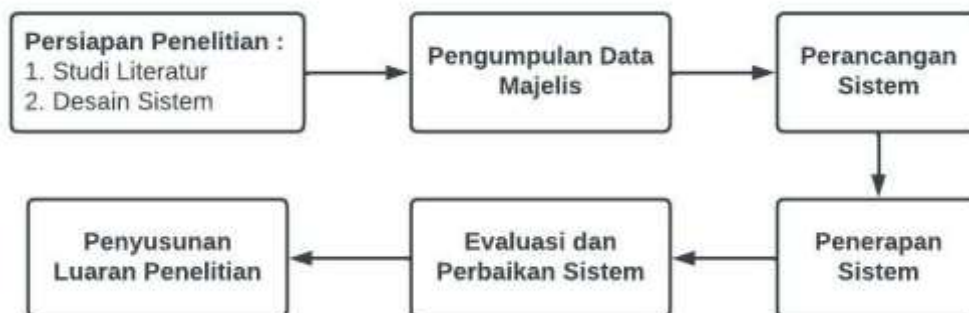 Persiapan Penelitian :
1. Studi Literatur
2. Desain Sistem
Pengumpulan Data
Majelis
Perancangan
Sistem
Penerapan
Sistem
Evaluasi dan
Perbaikan Sistem
Penyusunan
Luaran Penelitian